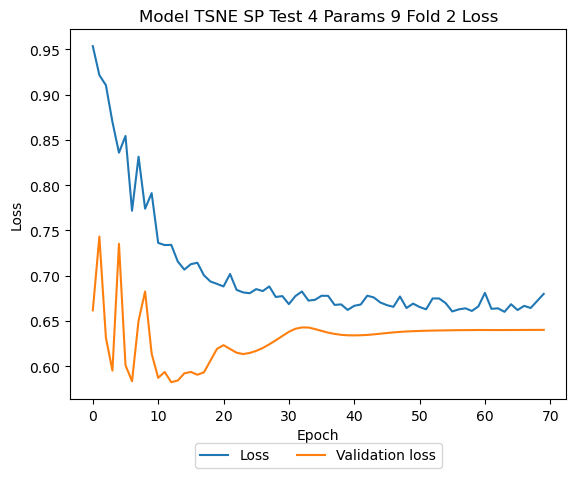 Model TSNE SP Test 4 Params 9 Fold 2 Loss
0.95
0.90
0.85
0.80
0.75
0.70
0.65
0.60
Loss
0 10 20 30 40 50 60 70
Epoch
Loss Validation loss